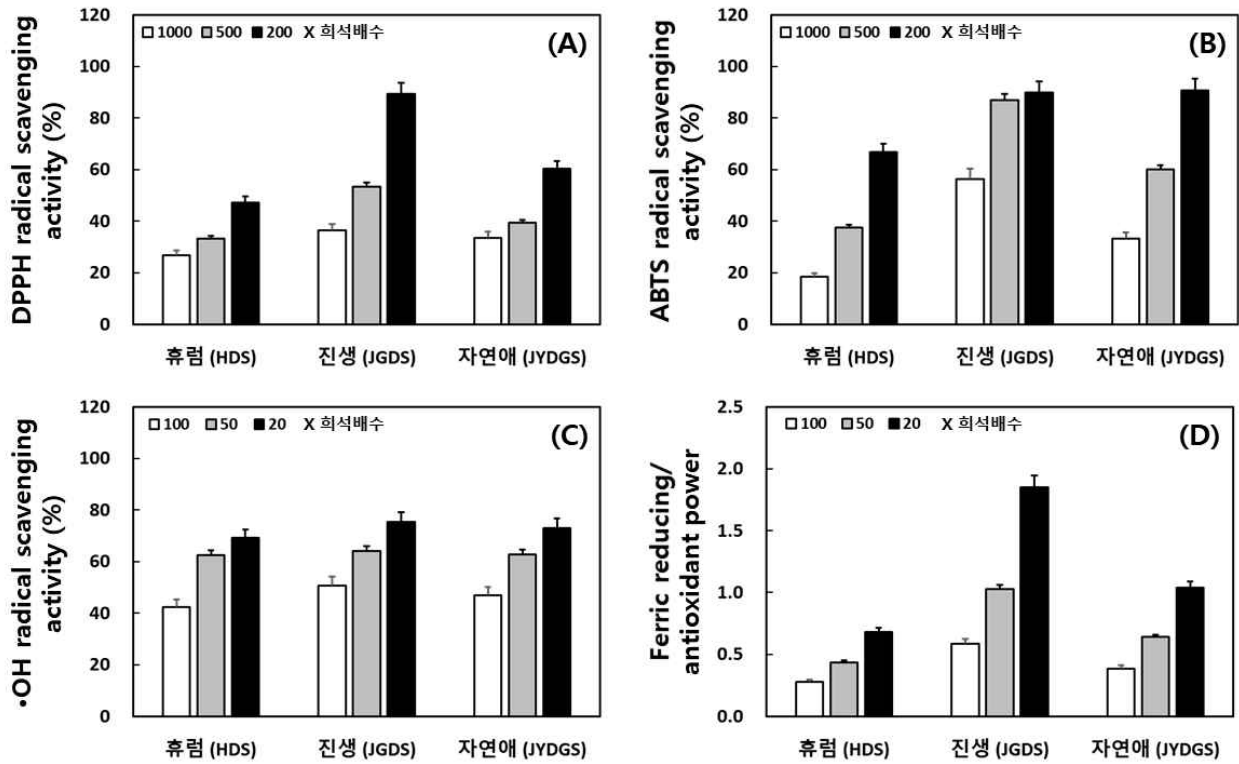 DPPH radical scavenging
activity (%)
120
100
80
60
40
20
0
1000 500 200 X 희석배수
(A)
휴럼 (HDS) 진생 (JGDS) 자연애 (JYDGS)
ABTS radical scavenging
activity (%)
120
100
80
60
40
20
0
1000 500 200 X 희석배수
(B)
휴럼 (HDS) 진생 (JGDS) 자연애 (JYDGS)
•OH radical scavenging
activity (%)
120
100
80
60
40
20
0
100 50 20 X 희석배수
(C)
휴럼 (HDS) 진생 (JGDS) 자연애 (JYDGS)
Ferric reducing/
antioxidant power
2.5
2.0
1.5
1.0
0.5
0.0
100 50 20 X 희석배수
(D)
휴럼 (HDS) 진생 (JGDS) 자연애 (JYDGS)